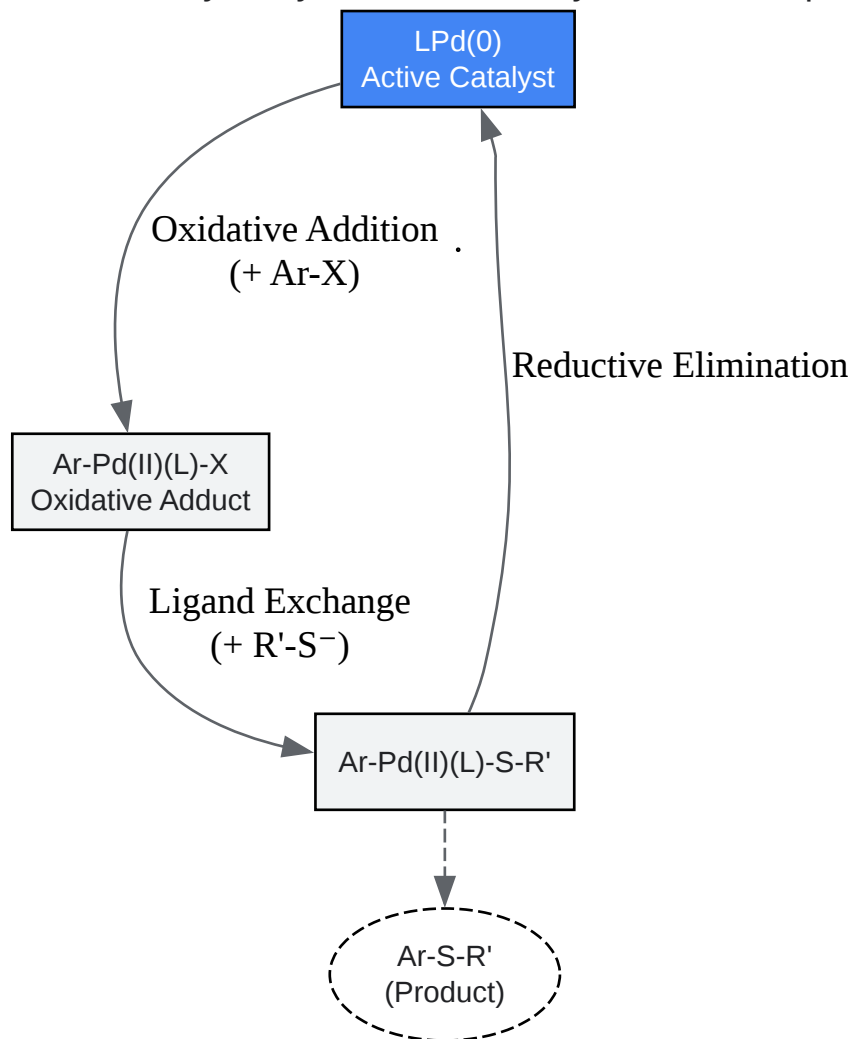 LPd(0)
Active Catalyst
Oxidative Addition .
(+ Ar-X)
Reductive Elimination
Ar-Pd(II)(L)-X
Oxidative Adduct
Ligand Exchange
(+ R'-S⁻)
Ar-Pd(II)(L)-S-R'
Ar-S-R'
(Product)